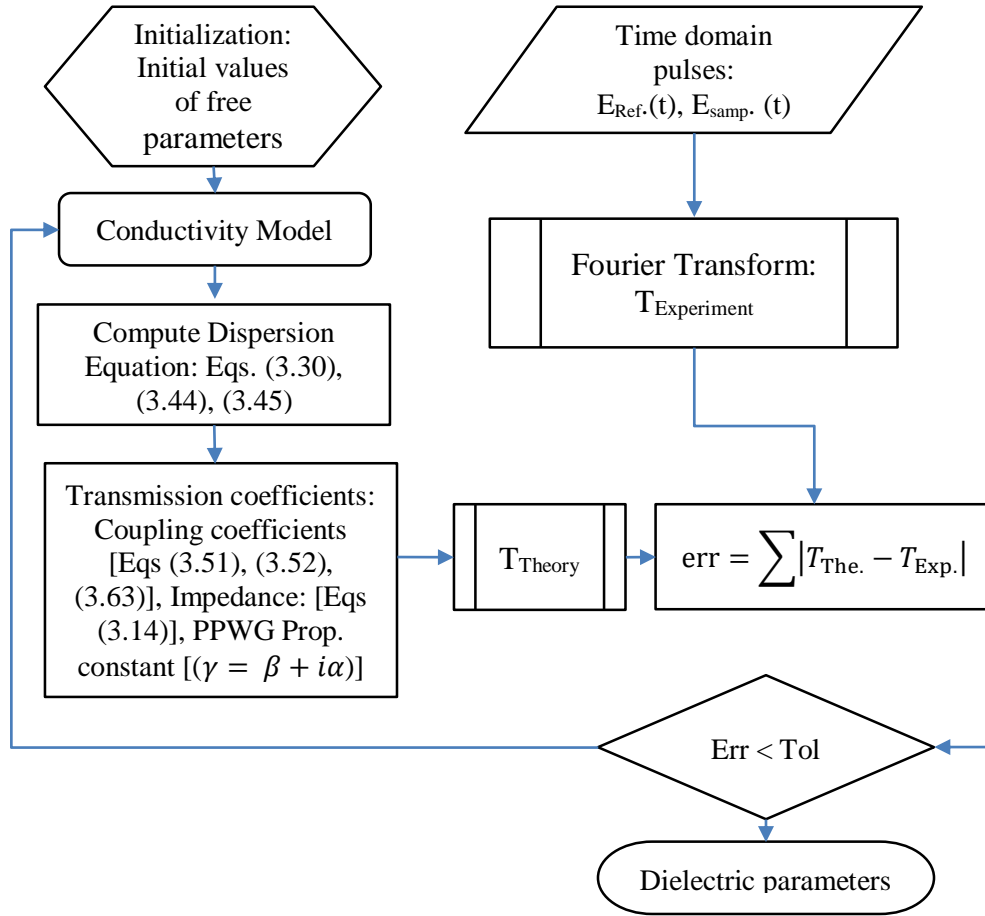 Initialization:
Initial values
of free
parameters
Time domain
pulses:
E_Ref.(t), E_samp. (t)
Conductivity Model
Fourier Transform:
T_Experiment
Compute Dispersion
Equation: Eqs. (3.30),
(3.44), (3.45)
Transmission coefficients:
Coupling coefficients
[Eqs (3.51), (3.52),
(3.63)], Impedance: [Eqs
(3.14)], PPWG Prop.
constant [(γ = β + iα)]
T_Theory
err = ∑|T_The. − T_Exp.|
Err < Tol
Dielectric parameters